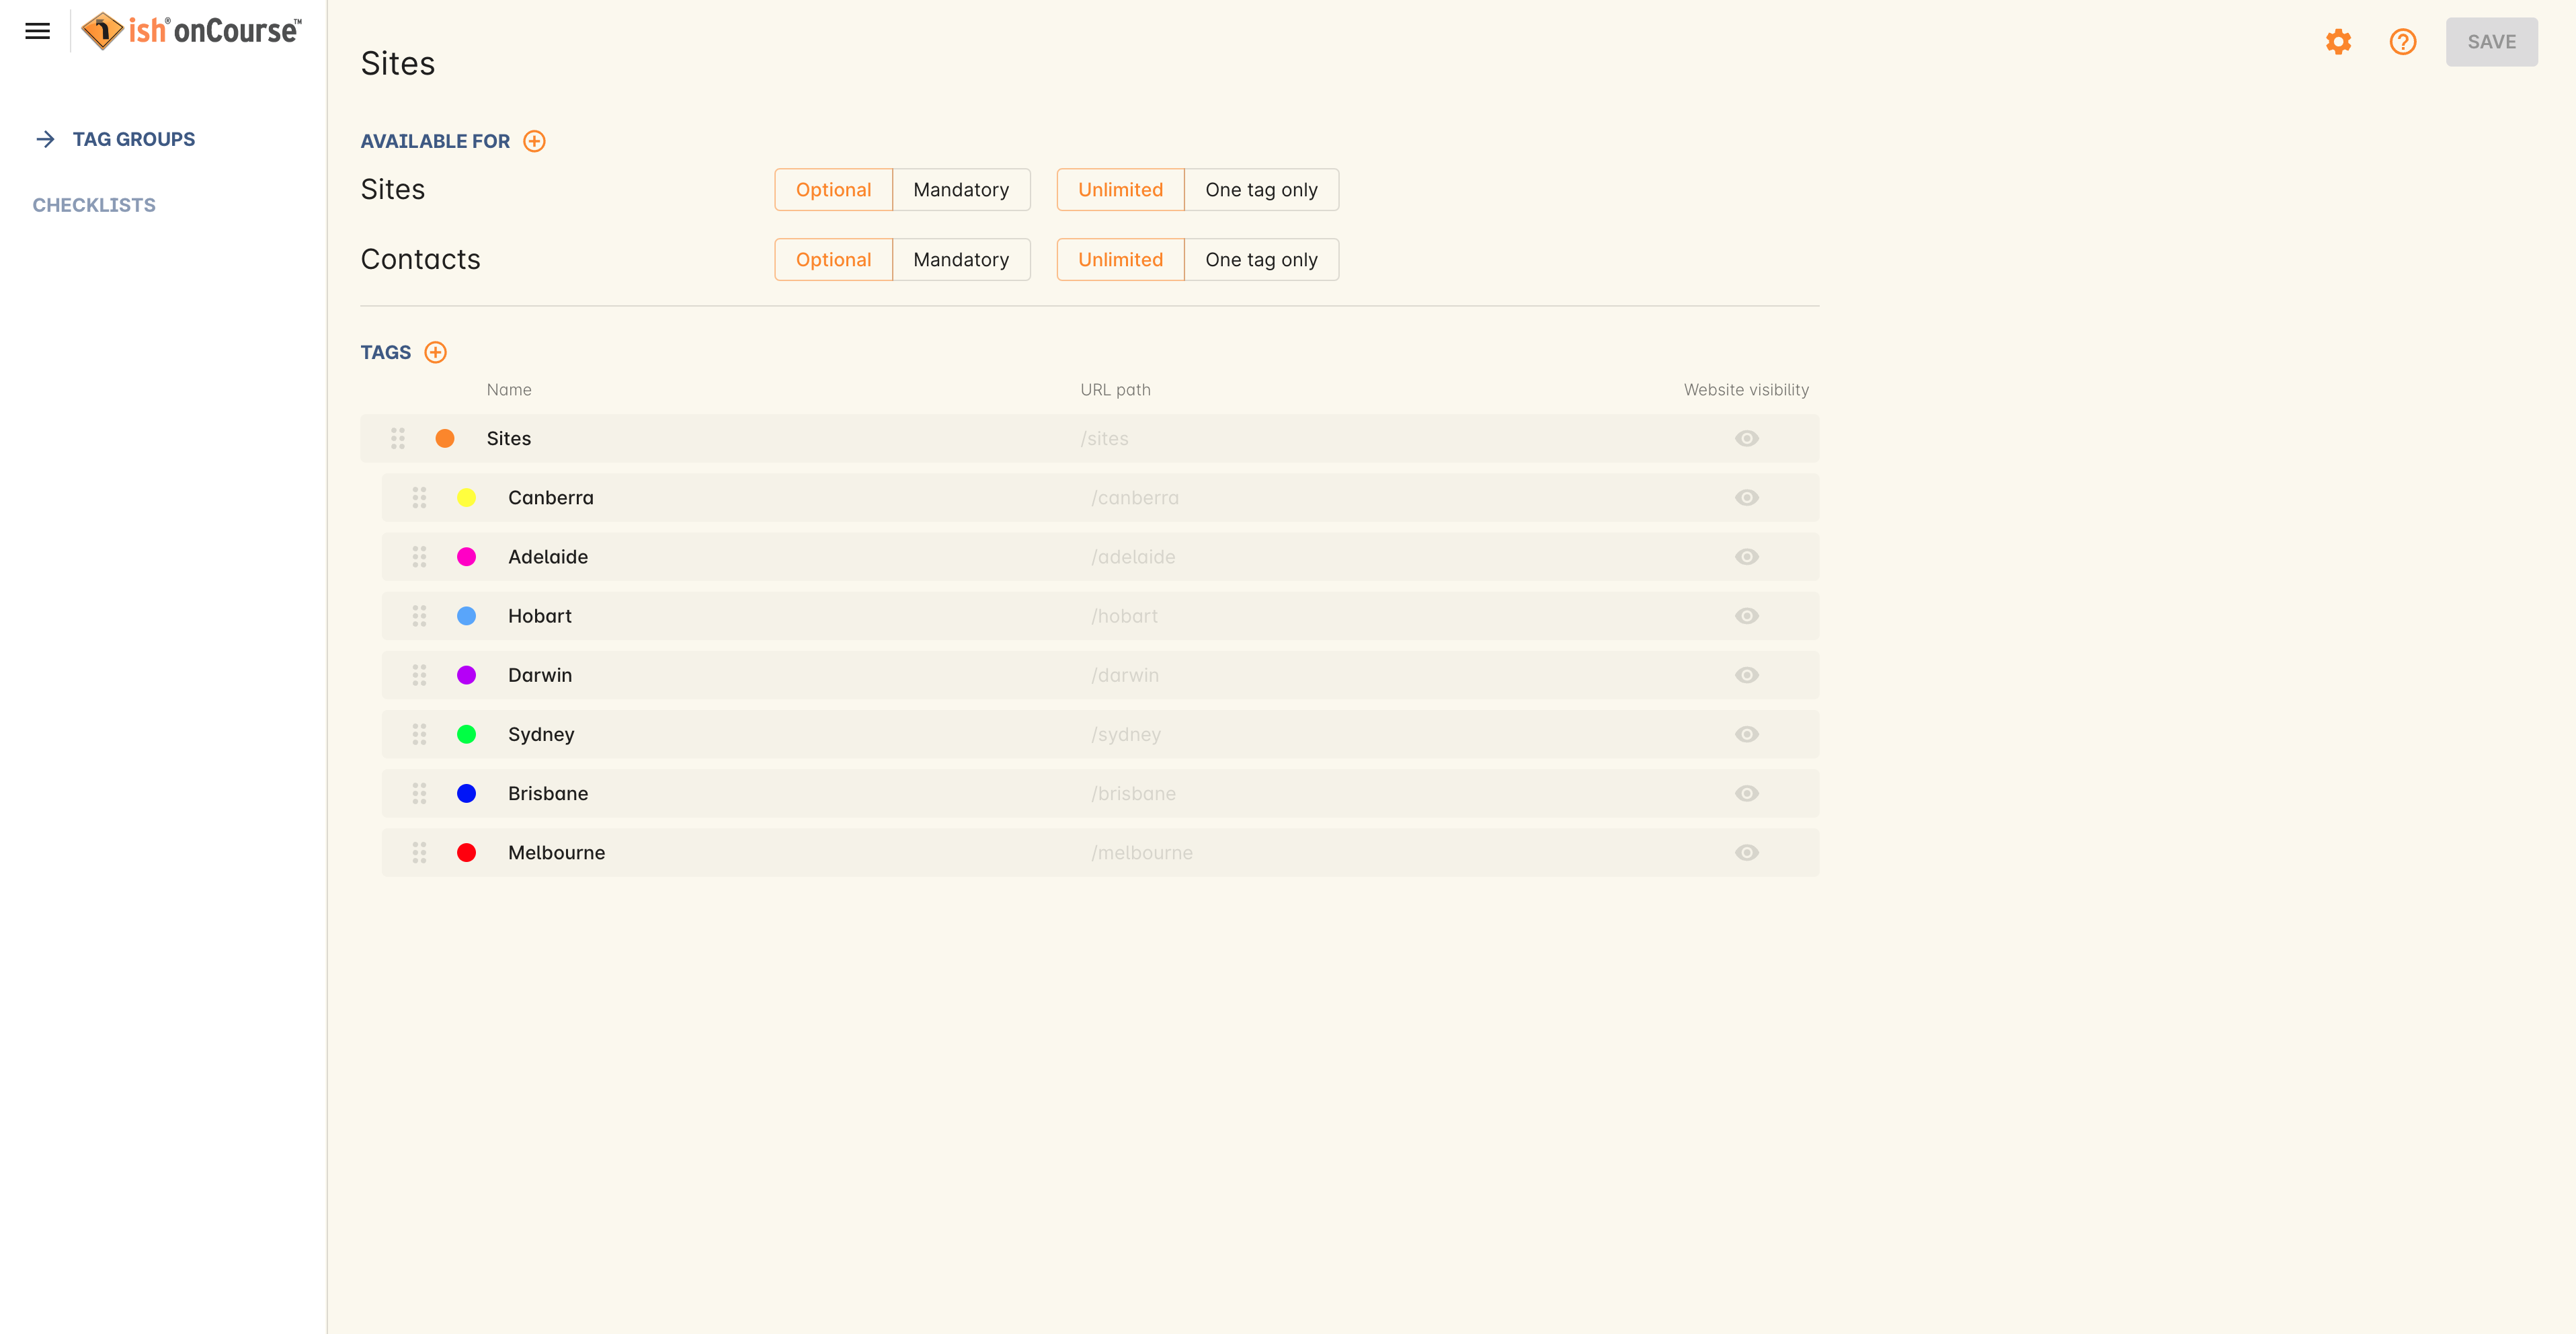 ish® onCourse™
Sites
SAVE
TAG GROUPS
CHECKLISTS
AVAILABLE FOR
Sites Optional Mandatory Unlimited One tag only
Contacts Optional Mandatory Unlimited One tag only
TAGS
Name URL path Website visibility
Sites /sites
Canberra /canberra
Adelaide /adelaide
Hobart /hobart
Darwin /darwin
Sydney /sydney
Brisbane /brisbane
Melbourne /melbourne